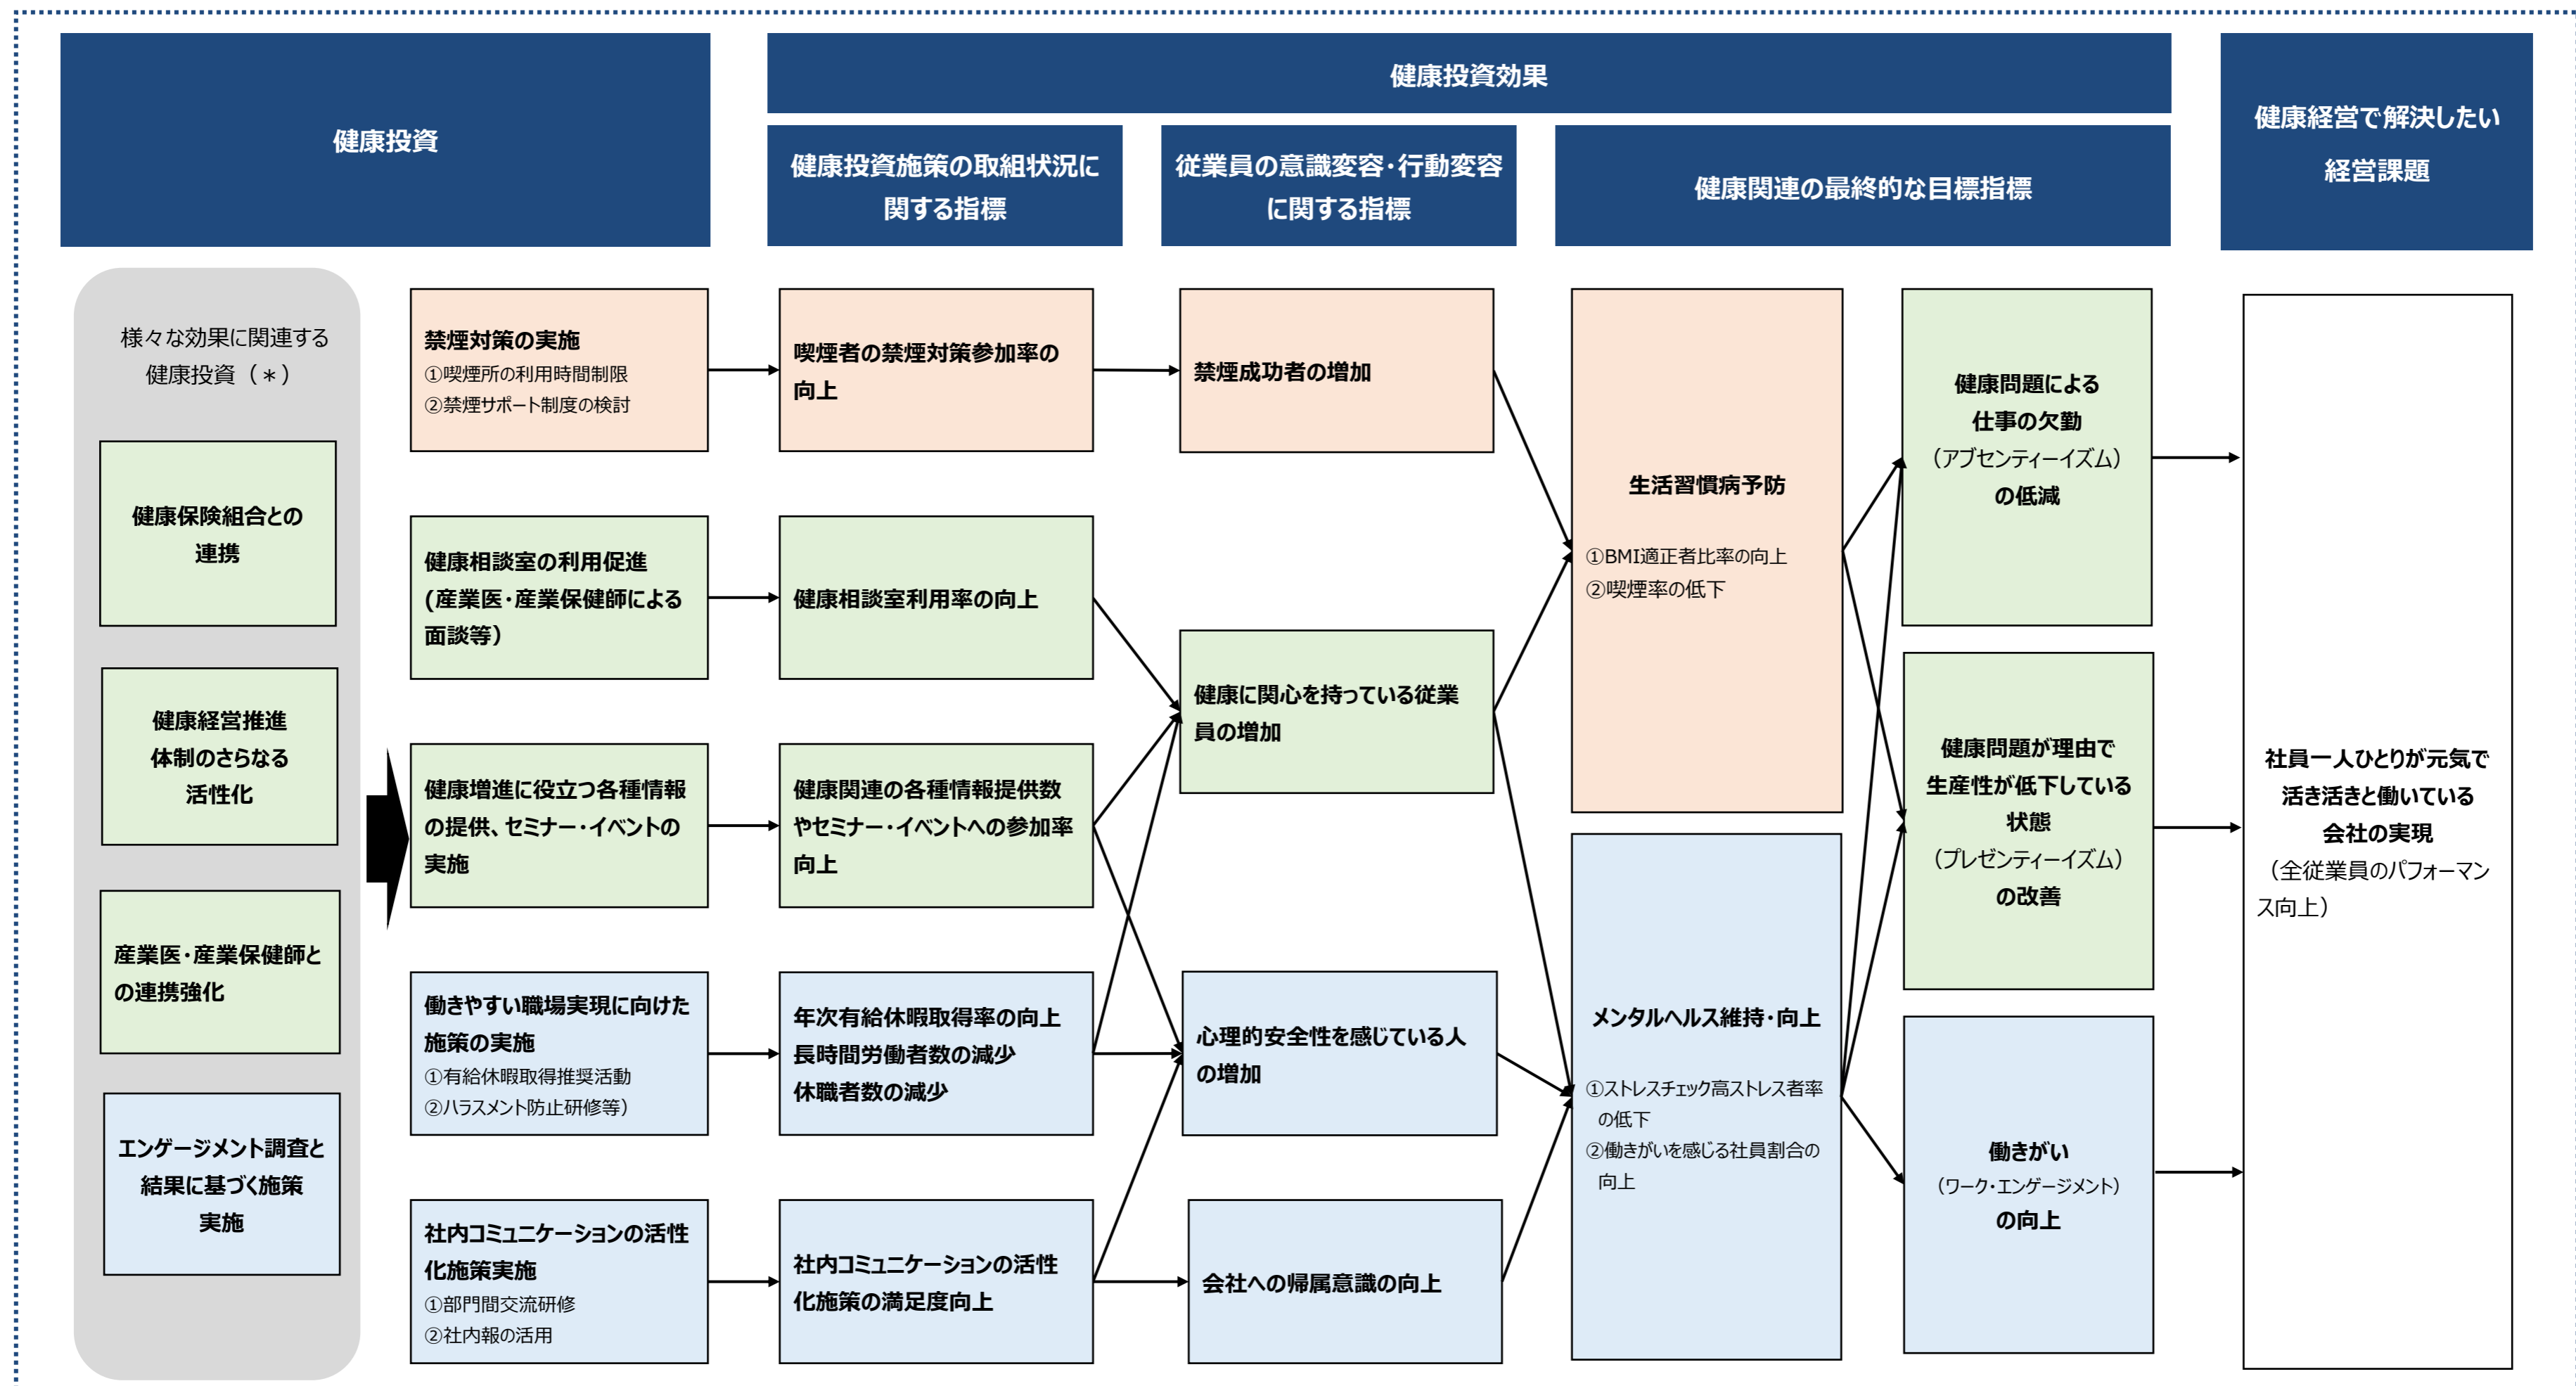 健康投資
健康投資効果
健康投資施策の取組状況に
関する指標
従業員の意識変容・行動変容
に関する指標
健康関連の最終的な目標指標
健康経営で解決したい
経営課題
様々な効果に関連する
健康投資（＊）
健康保険組合との
連携
健康経営推進
体制のさらなる
活性化
産業医・産業保健師と
の連携強化
エンゲージメント調査と
結果に基づく施策
実施
禁煙対策の実施
①喫煙所の利用時間制限
②禁煙サポート制度の検討
健康相談室の利用促進
(産業医・産業保健師による
面談等）
健康増進に役立つ各種情報
の提供、セミナー・イベントの
実施
働きやすい職場実現に向けた
施策の実施
①有給休暇取得推奨活動
②ハラスメント防止研修等）
社内コミュニケーションの活性
化施策実施
①部門間交流研修
②社内報の活用
喫煙者の禁煙対策参加率の
向上
健康相談室利用率の向上
健康関連の各種情報提供数
やセミナー・イベントへの参加率
向上
年次有給休暇取得率の向上
長時間労働者数の減少
休職者数の減少
社内コミュニケーションの活性
化施策の満足度向上
禁煙成功者の増加
健康に関心を持っている従業
員の増加
心理的安全性を感じている人
の増加
会社への帰属意識の向上
生活習慣病予防
①BMI適正者比率の向上
②喫煙率の低下
メンタルヘルス維持・向上
①ストレスチェック高ストレス者率
の低下
②働きがいを感じる社員割合の
向上
健康問題による
仕事の欠勤
（アブセンティーイズム）
の低減
健康問題が理由で
生産性が低下している
状態
（プレゼンティーイズム）
の改善
働きがい
（ワーク・エンゲージメント）
の向上
社員一人ひとりが元気で
活き活きと働いている
会社の実現
（全従業員のパフォーマン
ス向上）